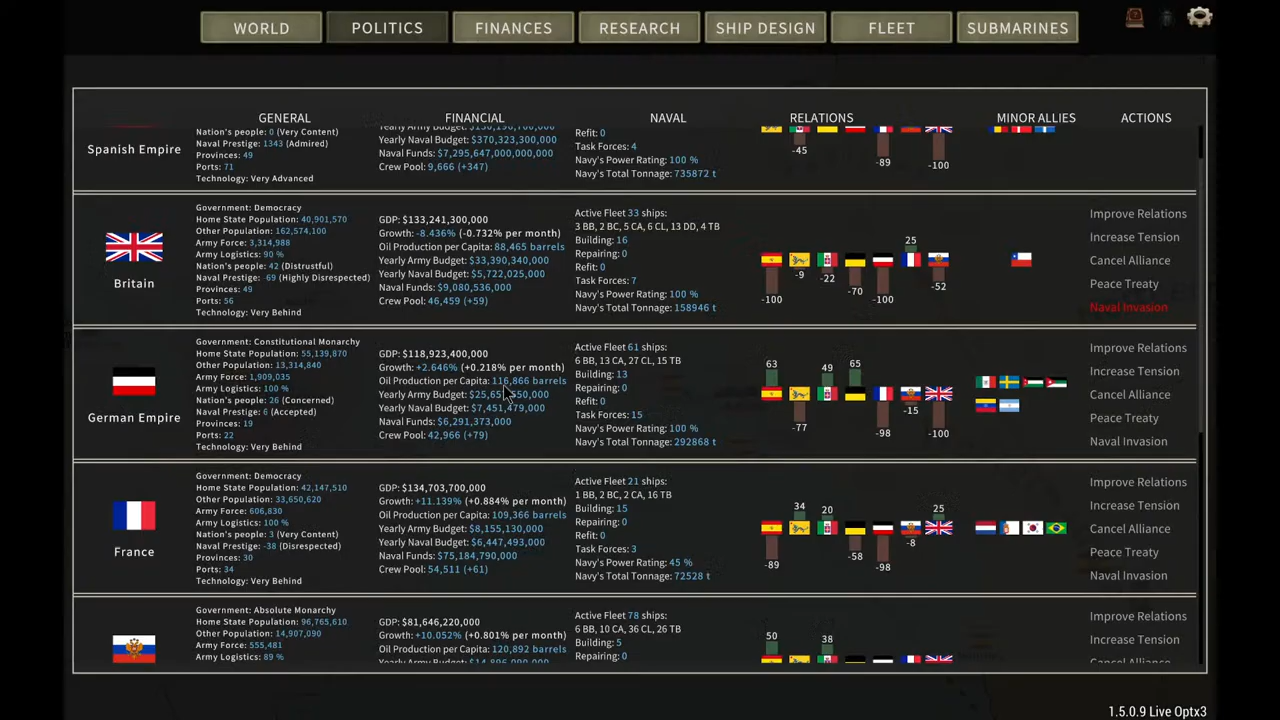 WORLD
POLITICS
FINANCES
RESEARCH
SHIP DESIGN
FLEET
SUBMARINES
GENERAL
FINANCIAL
NAVAL
RELATIONS
MINOR ALLIES
ACTIONS
Spanish Empire
Nation's people: 0 (Very Content)
Naval Prestige: 1343 (Admired)
Provinces: 49
Ports: 71
Technology: Very Advanced
Yearly Naval Budget: $370,323,300,000
Naval Funds: $7,295,647,000,000,000
Crew Pool: 9,666 (+347)
Refit: 0
Task Forces: 4
Navy's Power Rating: 100 %
Navy's Total Tonnage: 735872 t
-45
-89
-100
Britain
Government: Democracy
Home State Population: 40,901,570
Other Population: 162,574,100
Army Force: 3,314,988
Army Logistics: 90 %
Nation's people: 42 (Distrustful)
Naval Prestige: -69 (Highly Disrespected)
Provinces: 49
Ports: 56
Technology: Very Behind
GDP: $133,241,300,000
Growth: -8.436% (-0.732% per month)
Oil Production per Capita: 88,465 barrels
Yearly Army Budget: $33,390,340,000
Yearly Naval Budget: $5,722,025,000
Naval Funds: $9,080,536,000
Crew Pool: 46,459 (+59)
Active Fleet 33 ships:
3 BB, 2 BC, 5 CA, 6 CL, 13 DD, 4 TB
Building: 16
Repairing: 0
Refit: 0
Task Forces: 7
Navy's Power Rating: 100 %
Navy's Total Tonnage: 158946 t
-100
-9
-22
-70
-100
25
-52
Improve Relations
Increase Tension
Cancel Alliance
Peace Treaty
Naval Invasion
German Empire
Government: Constitutional Monarchy
Home State Population: 55,139,870
Other Population: 13,314,840
Army Force: 1,909,035
Army Logistics: 100 %
Nation's people: 26 (Concerned)
Naval Prestige: 6 (Accepted)
Provinces: 19
Ports: 22
Technology: Very Behind
GDP: $118,923,400,000
Growth: +2.646% (+0.218% per month)
Oil Production per Capita: 116,866 barrels
Yearly Army Budget:
Yearly Naval Budget: $7,451,479,000
Naval Funds: $6,291,373,000
Crew Pool: 42,966 (+79)
Active Fleet 61 ships:
6 BB, 13 CA, 27 CL, 15 TB
Building: 13
Repairing: 0
Refit: 0
Task Forces: 15
Navy's Power Rating: 100 %
Navy's Total Tonnage: 292868 t
63
-77
49
65
-98
-15
-100
Improve Relations
Increase Tension
Cancel Alliance
Peace Treaty
Naval Invasion
France
Government: Democracy
Home State Population: 42,147,510
Other Population: 33,650,620
Army Force: 606,830
Army Logistics: 100 %
Nation's people: 3 (Very Content)
Naval Prestige: -38 (Disrespected)
Provinces: 30
Ports: 34
Technology: Very Behind
GDP: $134,703,700,000
Growth: +11.139% (+0.884% per month)
Oil Production per Capita: 109,366 barrels
Yearly Army Budget: $8,155,130,000
Yearly Naval Budget: $6,447,493,000
Naval Funds: $75,184,790,000
Crew Pool: 54,511 (+61)
Active Fleet 21 ships:
1 BB, 2 BC, 2 CA, 16 TB
Building: 15
Repairing: 0
Refit: 0
Task Forces: 3
Navy's Power Rating: 45 %
Navy's Total Tonnage: 72528 t
-89
34
20
-58
-98
-8
25
Improve Relations
Increase Tension
Cancel Alliance
Peace Treaty
Naval Invasion
Government: Absolute Monarchy
Home State Population: 96,765,610
Other Population: 14,907,090
Army Force: 555,481
Army Logistics: 89 %
GDP: $81,646,220,000
Growth: +10.052% (+0.801% per month)
Oil Production per Capita: 120,892 barrels
Active Fleet 78 ships:
6 BB, 10 CA, 36 CL, 26 TB
Building: 5
Repairing: 0
50
38
Improve Relations
Increase Tension
1.5.0.9 Live Optx3